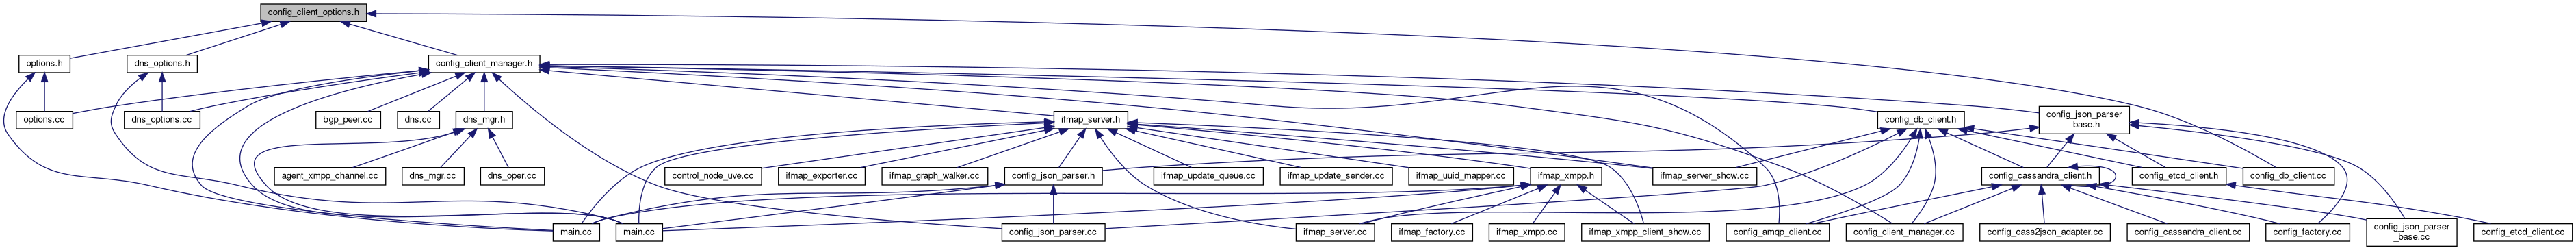 config_client_options.h
options.h
dns_options.h
config_client_manager.h
options.cc
dns_options.cc
bgp_peer.cc
dns.cc
dns_mgr.h
ifmap_server.h
config_db_client.h
config_json_parser
_base.h
agent_xmpp_channel.cc
dns_mgr.cc
dns_oper.cc
control_node_uve.cc
ifmap_exporter.cc
ifmap_graph_walker.cc
config_json_parser.h
ifmap_update_queue.cc
ifmap_update_sender.cc
ifmap_uuid_mapper.cc
ifmap_xmpp.h
ifmap_server_show.cc
config_cassandra_client.h
config_etcd_client.h
config_db_client.cc
main.cc
main.cc
config_json_parser.cc
ifmap_server.cc
ifmap_factory.cc
ifmap_xmpp.cc
ifmap_xmpp_client_show.cc
config_amqp_client.cc
config_client_manager.cc
config_cass2json_adapter.cc
config_cassandra_client.cc
config_factory.cc
config_json_parser
_base.cc
config_etcd_client.cc